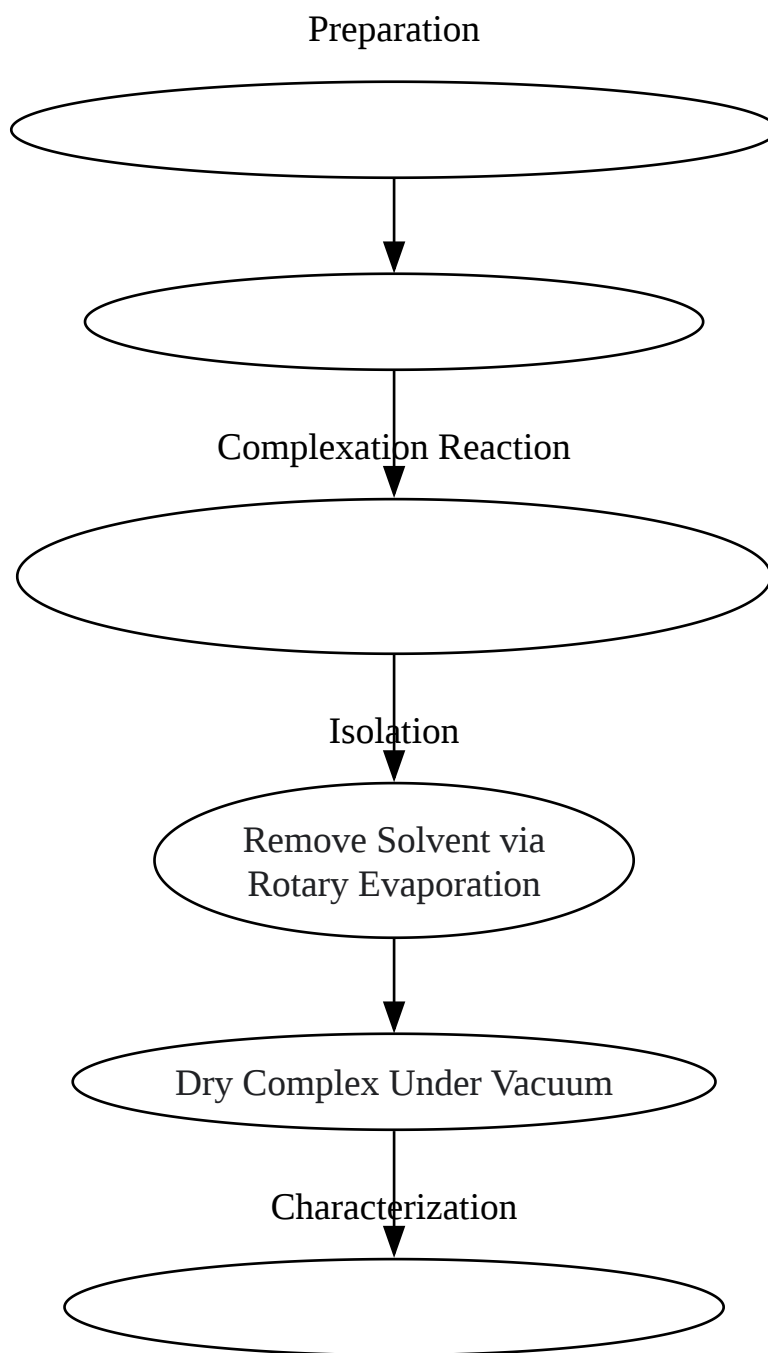 Preparation
Complexation Reaction
Isolation
Remove Solvent via
Rotary Evaporation
Dry Complex Under Vacuum
Characterization